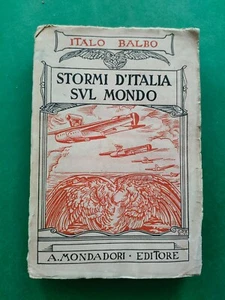 ITALO BALBO
STORMI D'ITALIA
SVL MONDO
A. MONDADORI · EDITORE